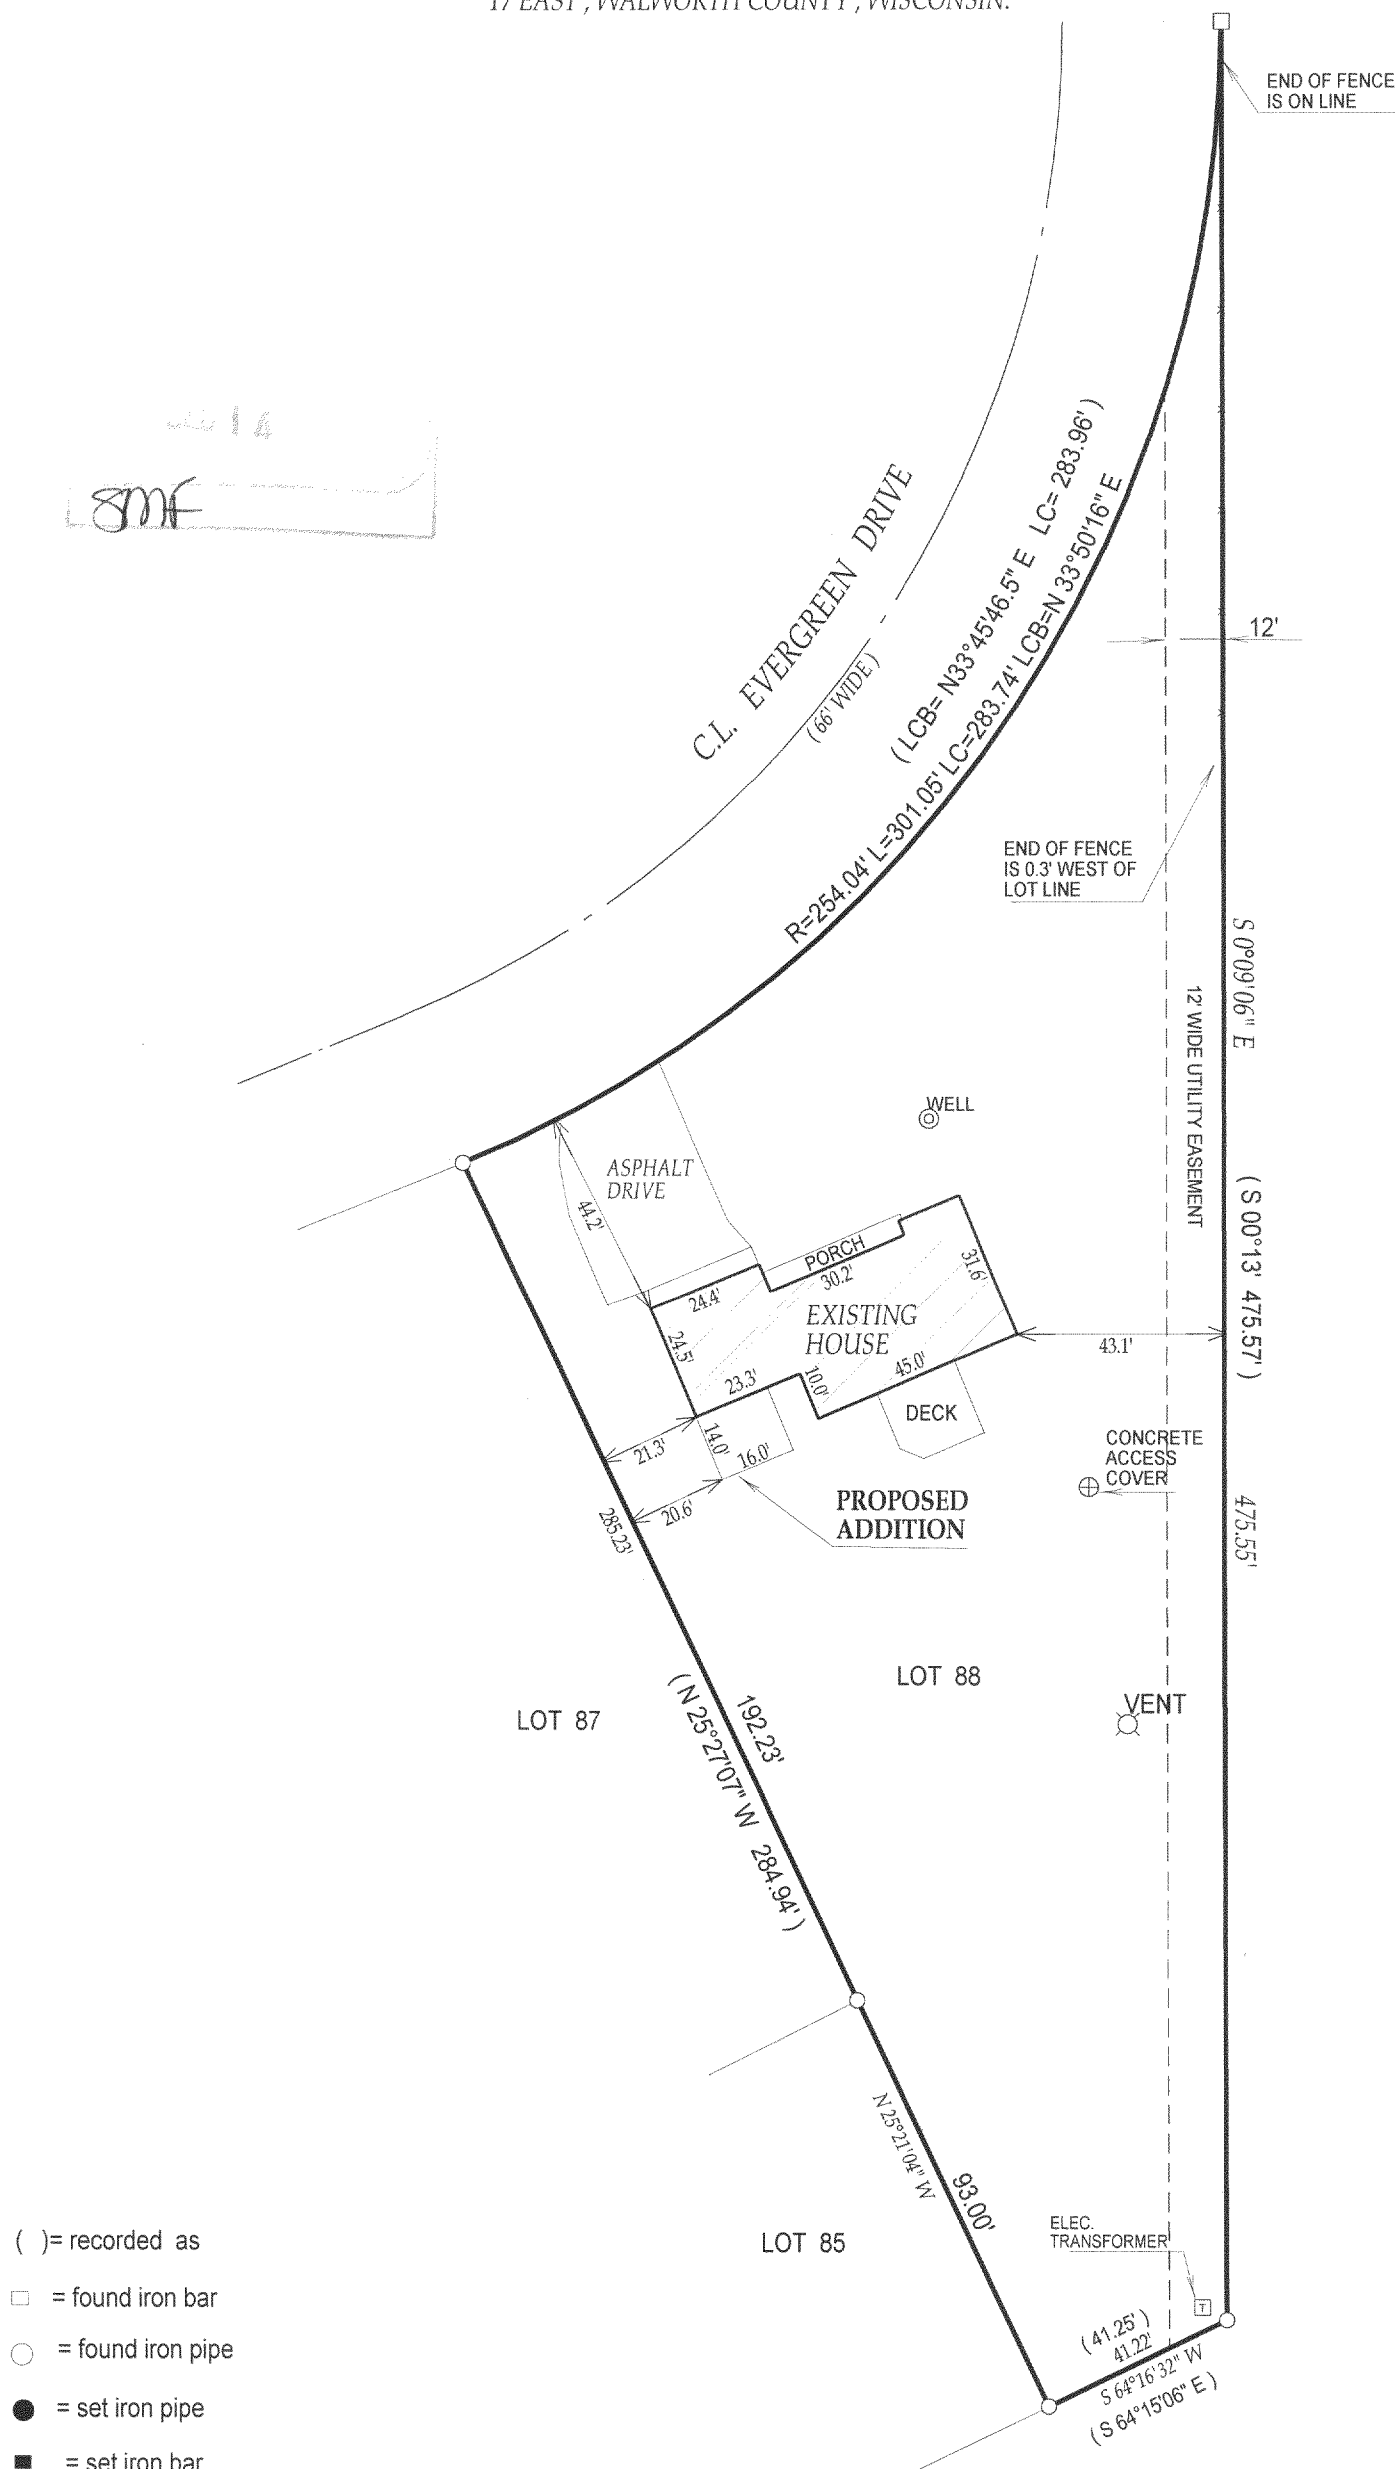 17 EAST , WALWORTH COUNTY , WISCONSIN.
END OF FENCE
IS ON LINE
SMF
C.L. EVERGREEN DRIVE
( 66' WIDE )
( LCB= N33°45'46.5" E LC= 283.96' )
R=254.04' L=301.05' LC=283.74' LCB=N 33°50'16" E
12'
END OF FENCE
IS 0.3' WEST OF
LOT LINE
S 0°09'06" E
12' WIDE UTILITY EASEMENT
( S 00°13' 475.57' )
475.55'
WELL
ASPHALT
DRIVE
44.2'
PORCH
30.2'
24.4'
31.6'
EXISTING
HOUSE
24.5'
23.3'
10.0'
45.0'
43.1'
DECK
21.3'
14.0'
16.0'
20.6'
285.23'
CONCRETE
ACCESS
COVER
PROPOSED
ADDITION
LOT 88
LOT 87
VENT
192.23'
( N 25°27'07" W 284.94' )
N 25°21'04" W
93.00'
LOT 85
ELEC.
TRANSFORMER
T
( 41.25' )
41.22'
S 64°16'32" W
( S 64°15'06" E )
( )= recorded as
= found iron bar
= found iron pipe
= set iron pipe
= set iron bar